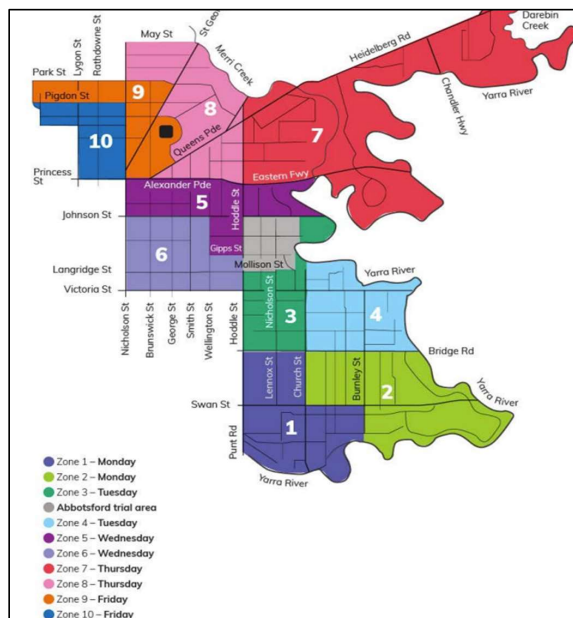 Darebin
Creek
St Geo
May St
Merri Creek
Heidelberg Rd
Lygon St
Rathdowne St
Park St
Pigdon St
9
8
Queens Pde
7
Chandler Hwy
Yarra River
10
Princess
St
Alexander Pde
Eastern Fwy
5
Hoddle St
Johnson St
6
Gipps St
Mollison St
Langridge St
Yarra River
Victoria St
Nicholson St
3
4
Nicholson St
Brunswick St
George St
Smith St
Wellington St
Hoddle St
Bridge Rd
Lennox St
Church St
Burnley St
2
Yarra River
Swan St
1
Punt Rd
Yarra River
Zone 1 – Monday
Zone 2 – Monday
Zone 3 – Tuesday
Abbotsford trial area
Zone 4 – Tuesday
Zone 5 – Wednesday
Zone 6 – Wednesday
Zone 7 – Thursday
Zone 8 – Thursday
Zone 9 – Friday
Zone 10 – Friday